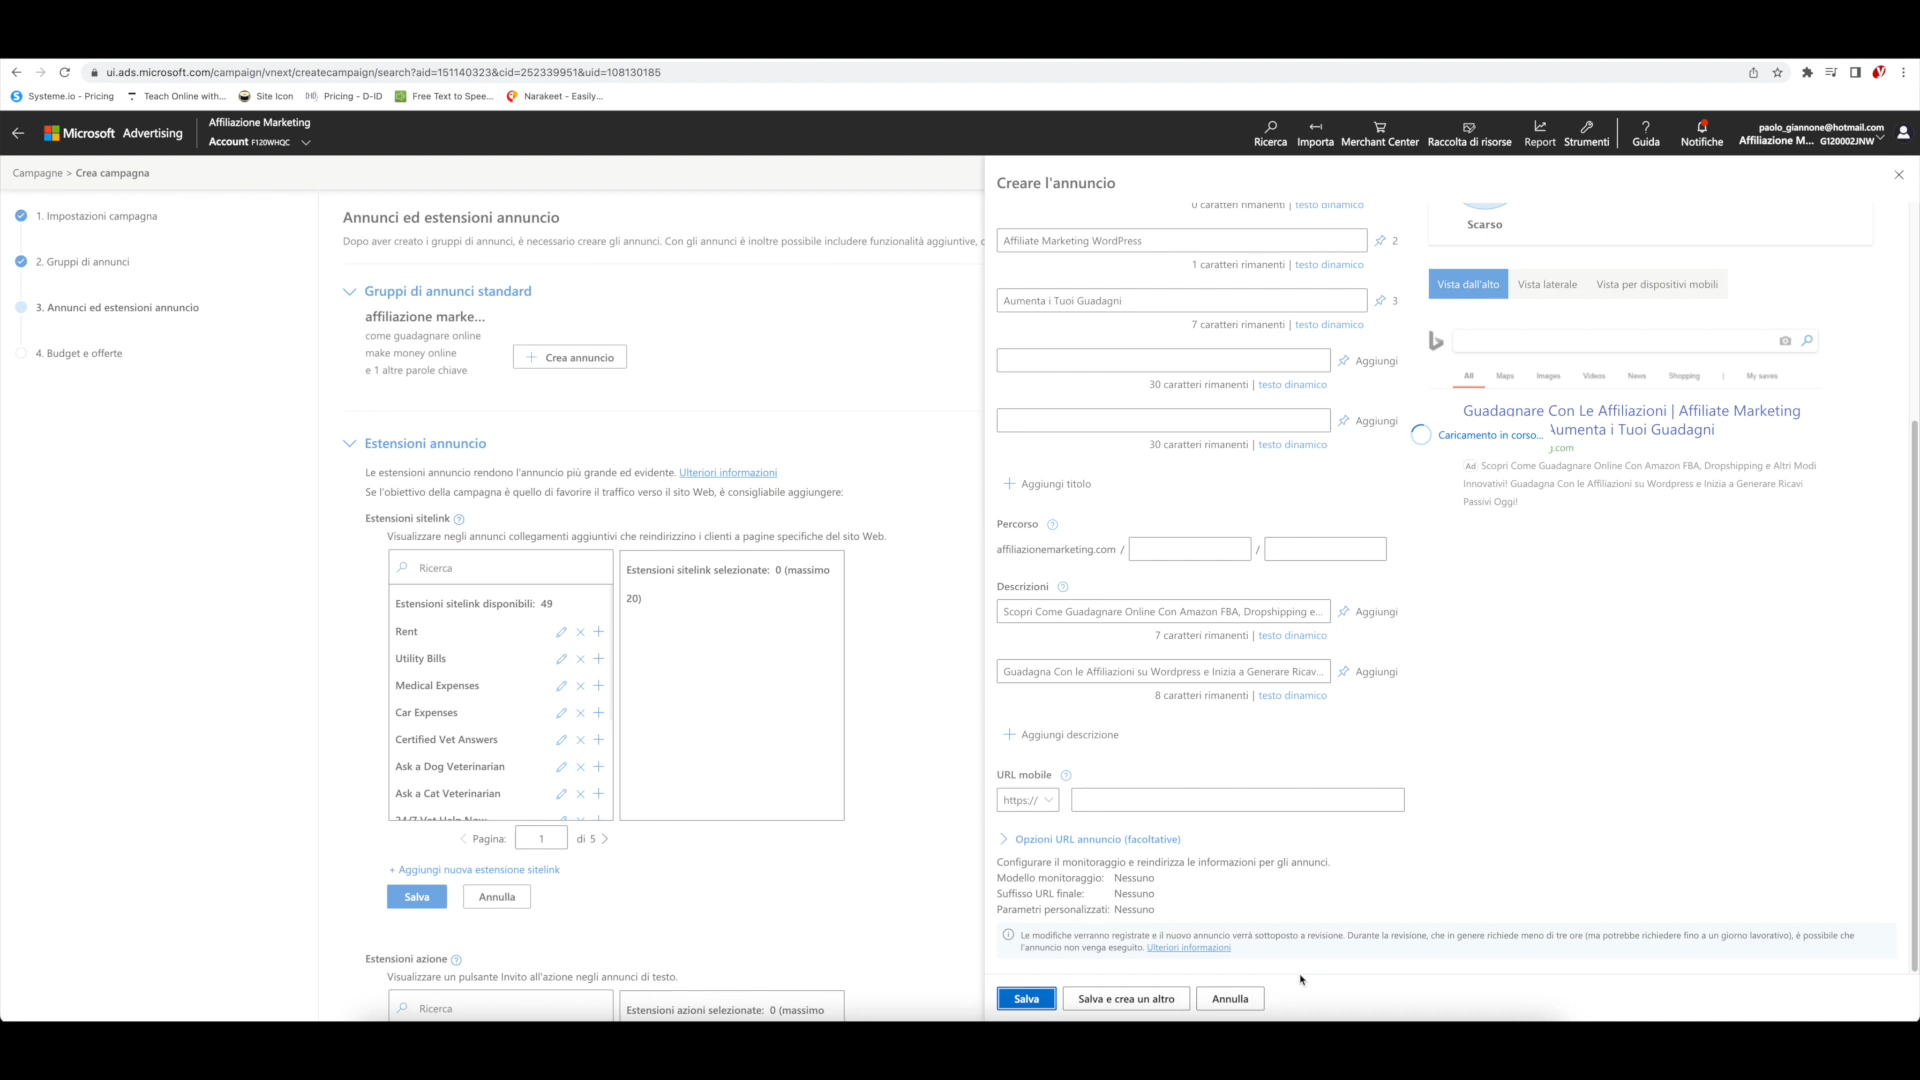 ui.ads.microsoft.com/campaign/vnext/createcampaign/search?aid=151140323&cid=252339951&uid=108130185
Systeme.io - Pricing
Teach Online with...
Site Icon
Pricing - D-ID
Free Text to Spee...
Narakeet - Easily...
Microsoft Advertising
Affiliazione Marketing
Account F120WHQC
Ricerca
Importa
Merchant Center
Raccolta di risorse
Report
Strumenti
Guida
Notifiche
paolo_giannone@hotmail.com
Affiliazione M... G120002JNW
Campagne > Crea campagna
1. Impostazioni campagna
2. Gruppi di annunci
3. Annunci ed estensioni annuncio
4. Budget e offerte
Annunci ed estensioni annuncio
Dopo aver creato i gruppi di annunci, è necessario creare gli annunci. Con gli annunci è inoltre possibile includere funzionalità aggiuntive, c
Gruppi di annunci standard
affiliazione marke...
come guadagnare online
make money online
e 1 altre parole chiave
Crea annuncio
Estensioni annuncio
Le estensioni annuncio rendono l'annuncio più grande ed evidente. Ulteriori informazioni
Se l'obiettivo della campagna è quello di favorire il traffico verso il sito Web, è consigliabile aggiungere:
Estensioni sitelink
Visualizzare negli annunci collegamenti aggiuntivi che reindirizzino i clienti a pagine specifiche del sito Web.
Ricerca
Estensioni sitelink disponibili: 49
Rent
Utility Bills
Medical Expenses
Car Expenses
Certified Vet Answers
Ask a Dog Veterinarian
Ask a Cat Veterinarian
24/7 Vet Help Now
Estensioni sitelink selezionate: 0 (massimo
20)
Pagina: 1 di 5
+ Aggiungi nuova estensione sitelink
Salva
Annulla
Estensioni azione
Visualizzare un pulsante Invito all'azione negli annunci di testo.
Ricerca
Estensioni azioni selezionate: 0 (massimo
Creare l'annuncio
0 caratteri rimanenti | testo dinamico
Affiliate Marketing WordPress
2
1 caratteri rimanenti | testo dinamico
Aumenta i Tuoi Guadagni
3
7 caratteri rimanenti | testo dinamico
Aggiungi
30 caratteri rimanenti | testo dinamico
Aggiungi
30 caratteri rimanenti | testo dinamico
Aggiungi titolo
Percorso
affiliazionemarketing.com / /
Descrizioni
Scopri Come Guadagnare Online Con Amazon FBA, Dropshipping e...
Aggiungi
7 caratteri rimanenti | testo dinamico
Guadagna Con le Affiliazioni su Wordpress e Inizia a Generare Ricav...
Aggiungi
8 caratteri rimanenti | testo dinamico
Aggiungi descrizione
URL mobile
https://
Opzioni URL annuncio (facoltative)
Configurare il monitoraggio e reindirizza le informazioni per gli annunci.
Modello monitoraggio: Nessuno
Suffisso URL finale: Nessuno
Parametri personalizzati: Nessuno
Le modifiche verranno registrate e il nuovo annuncio verrà sottoposto a revisione. Durante la revisione, che in genere richiede meno di tre ore (ma potrebbe richiedere fino a un giorno lavorativo), è possibile che
l'annuncio non venga eseguito. Ulteriori informazioni
Salva
Salva e crea un altro
Annulla
Scarso
Vista dall'alto
Vista laterale
Vista per dispositivi mobili
All
Maps
Images
Videos
News
Shopping
|
My saves
Guadagnare Con Le Affiliazioni | Affiliate Marketing
Aumenta i Tuoi Guadagni
Caricamento in corso...
g.com
Ad Scopri Come Guadagnare Online Con Amazon FBA, Dropshipping e Altri Modi
Innovativi! Guadagna Con le Affiliazioni su Wordpress e Inizia a Generare Ricavi
Passivi Oggi!